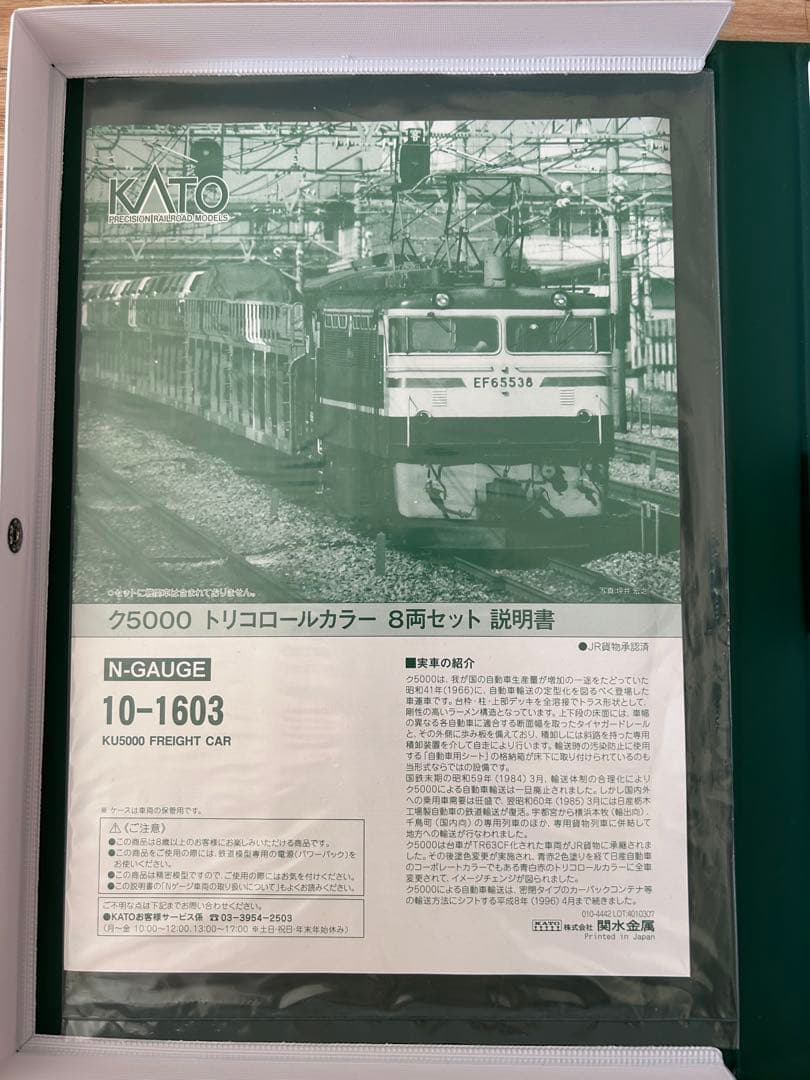 KATO
PRECISION RAILROAD MODELS
EF65538
*セットに機関車は含まれておりません。
写真:坪井 宏之
ク5000 トリコロールカラー 8両セット 説明書
●JR貨物承認済
N-GAUGE
10-1603
KU5000 FREIGHT CAR
■実車の紹介
ク5000は、我が国の自動車生産量が増加の一途をたどっていた
昭和41年(1966)に、自動車輸送の定型化を図るべく登場した
車運車です。台枠・柱・上部デッキを全溶接でトラス形状として、
剛性の高いラーメン構造となっています。上下段の床面には、車幅
の異なる各自動車に適合する断面幅を取ったタイヤガードレール
と、その外側に歩み板を備えており、積卸しには斜路を持った専用
積卸装置を介して自走により行います。輸送時の汚染防止に使用
する「自動車用シート」の格納箱が床下に取り付けられているのも
当形式ならではの設備です。
国鉄末期の昭和59年(1984)3月、輸送体制の合理化により
ク5000による自動車輸送は一旦廃止されました。しかし国内外
への乗用車需要は旺盛で、翌昭和60年(1985)3月には日産栃木
工場製自動車の鉄道輸送が復活。宇都宮から横浜本牧(輸出向)、
千鳥町(国内向)の専用列車のほか、専用貨物列車に併結して
地方への輸送が行なわれました。
ク5000は台車がTR63CF化された車両がJR貨物に承継され
ました。その後塗色変更が実施され、青赤2色塗りを経て日産自動車
のコーポレートカラーでもある青白赤のトリコロールカラーに全車
変更されて、イメージチェンジが図られました。
ク5000による自動車輸送は、密閉タイプのカーパックコンテナ等
の輸送方法にシフトする平成8年(1996)4月まで続きました。
※ ケースは車両の保管用です。
⚠《ご注意》
●この商品は8歳以上のお客様にお楽しみいただける商品です。
●この商品をご使用の際には、鉄道模型専用の電源(パワーパック)を
お使いください。
●この商品は精密模型ですので、ご使用の際にはお気を付けください。
●この説明書の「Nゲージ車両の取り扱いについて」もよくお読みください。
ご不明な点は下記までお問い合わせください。
●KATOお客様サービス係 ☎03-3954-2503
(月〜金 10:00〜12:00、13:00〜17:00 ※土日・祝日・年末年始休み)
010-4442 LOT:4010307
KATO 株式会社 関水金属
Printed in Japan